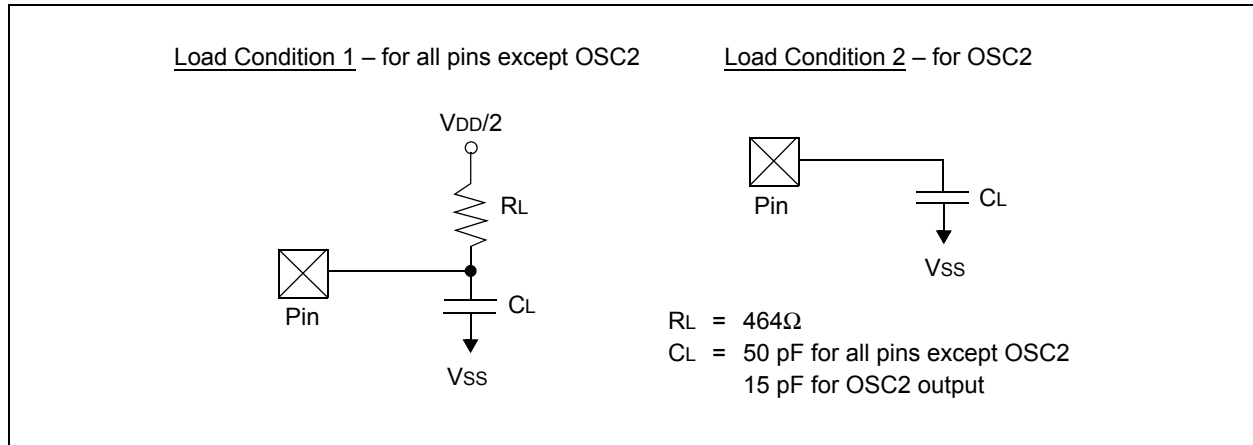 Load Condition 1 – for all pins except OSC2
Load Condition 2 – for OSC2
VDD/2
RL
Pin
CL
VSS
Pin
CL
VSS
RL = 464Ω
CL = 50 pF for all pins except OSC2
15 pF for OSC2 output